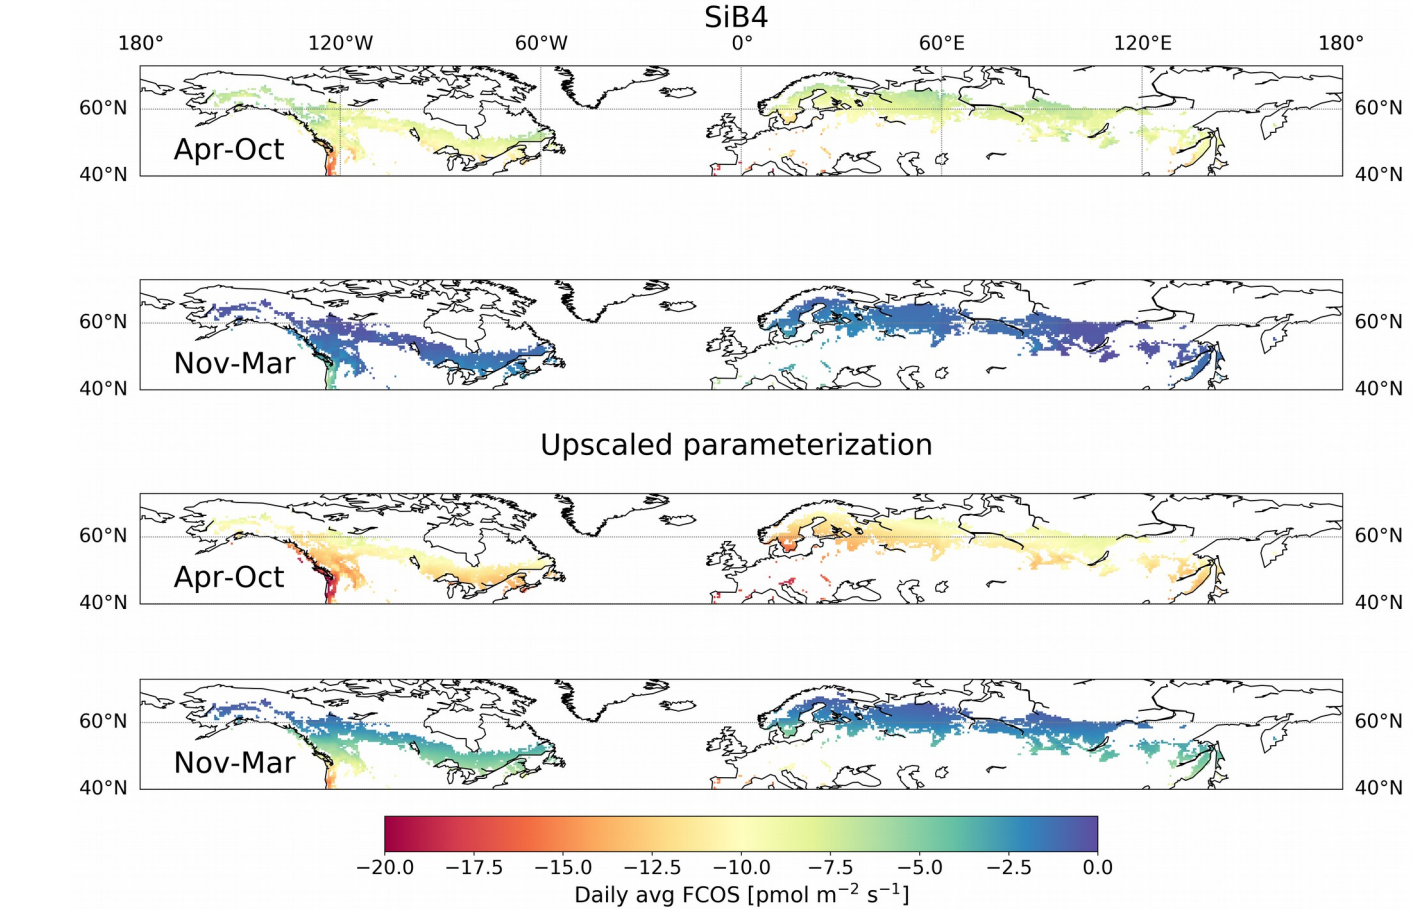 SiB4
180° 120°W 60°W 0° 60°E 120°E 180°
60°N 60°N
Apr-Oct
40°N 40°N
60°N 60°N
Nov-Mar
40°N 40°N
Upscaled parameterization
60°N 60°N
Apr-Oct
40°N 40°N
60°N 60°N
Nov-Mar
40°N 40°N
−20.0 −17.5 −15.0 −12.5 −10.0 −7.5 −5.0 −2.5 0.0
Daily avg FCOS [pmol m⁻² s⁻¹]